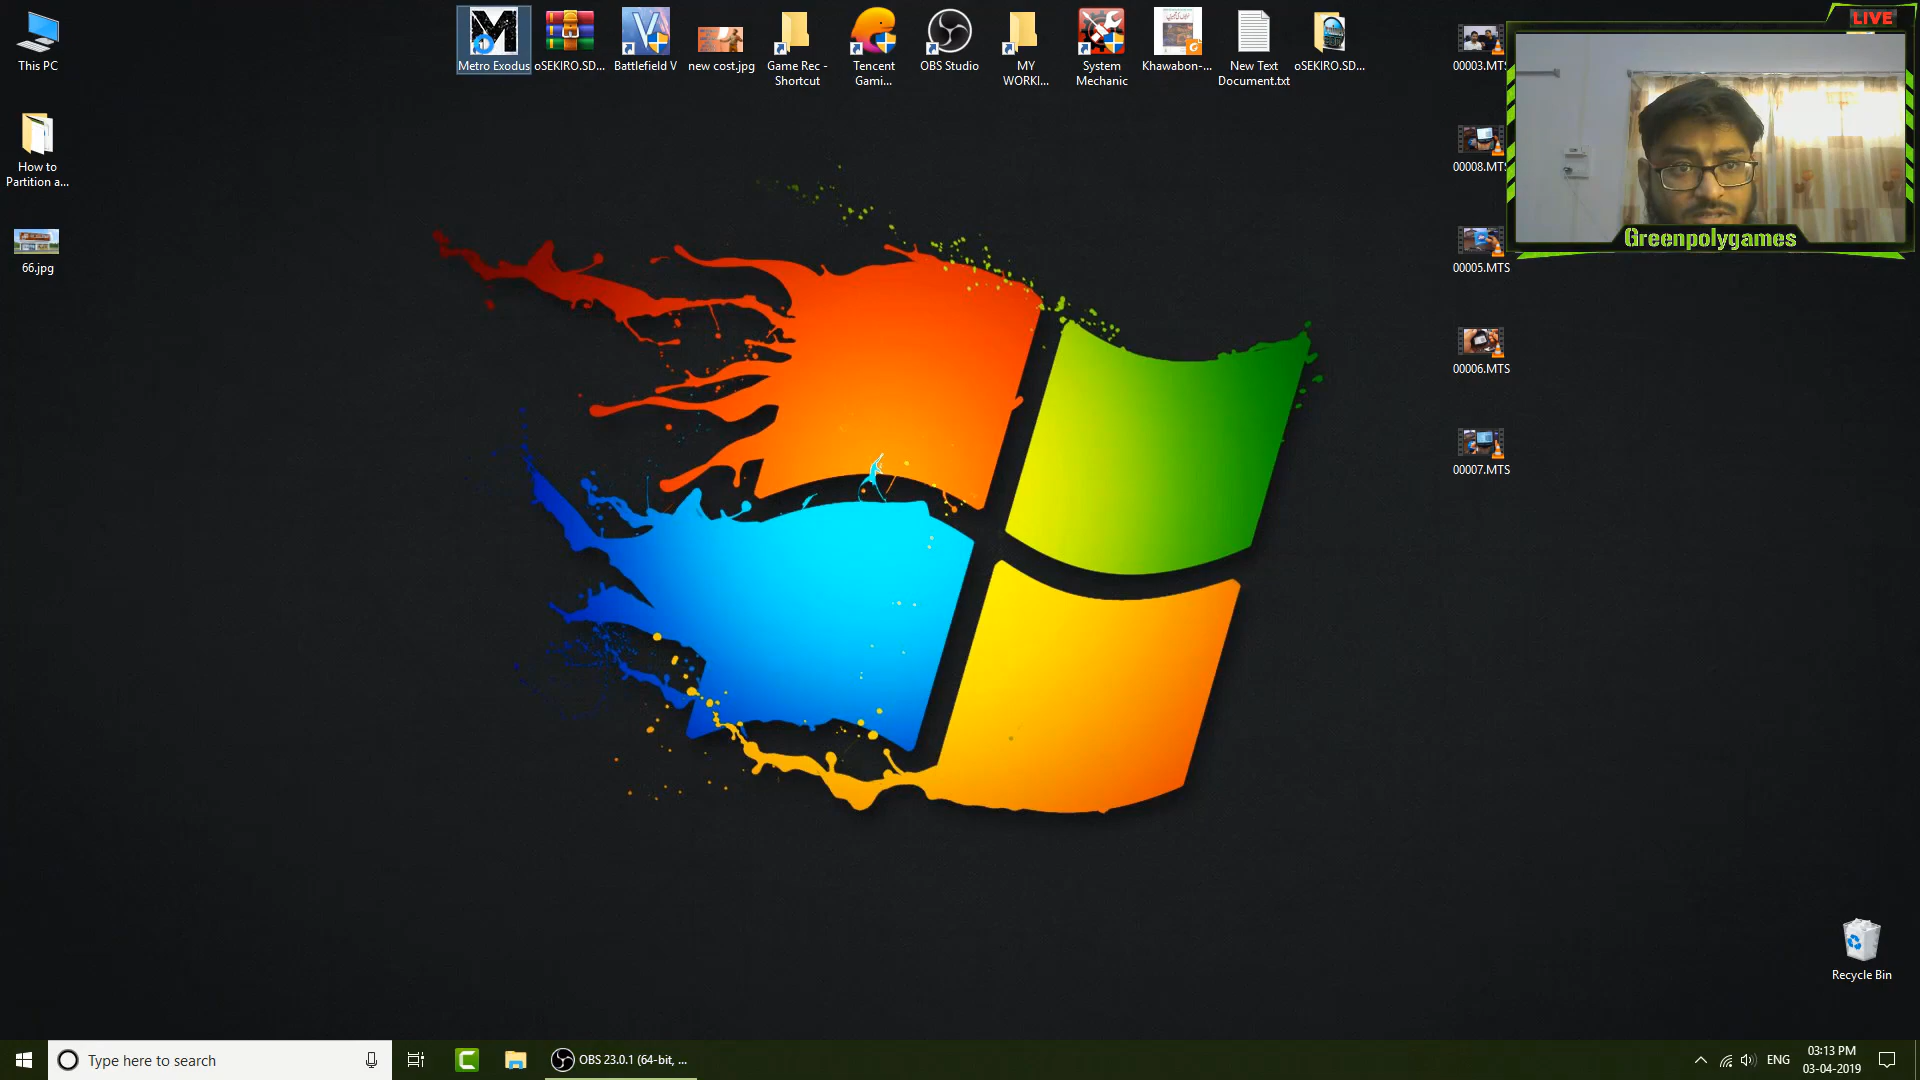 This PC
How to
Partition a...
66.jpg
Metro Exodus
oSEKIRO.SD...
Battlefield V
new cost.jpg
Game Rec -
Shortcut
Tencent
Gami...
OBS Studio
MY
WORKI...
System
Mechanic
Khawabon-...
New Text
Document.txt
oSEKIRO.SD...
00003.MTS
00008.MTS
00005.MTS
00006.MTS
00007.MTS
LIVE
Greenpolygames
Recycle Bin
Type here to search
OBS 23.0.1 (64-bit, ...
ENG
03:13 PM
03-04-2019